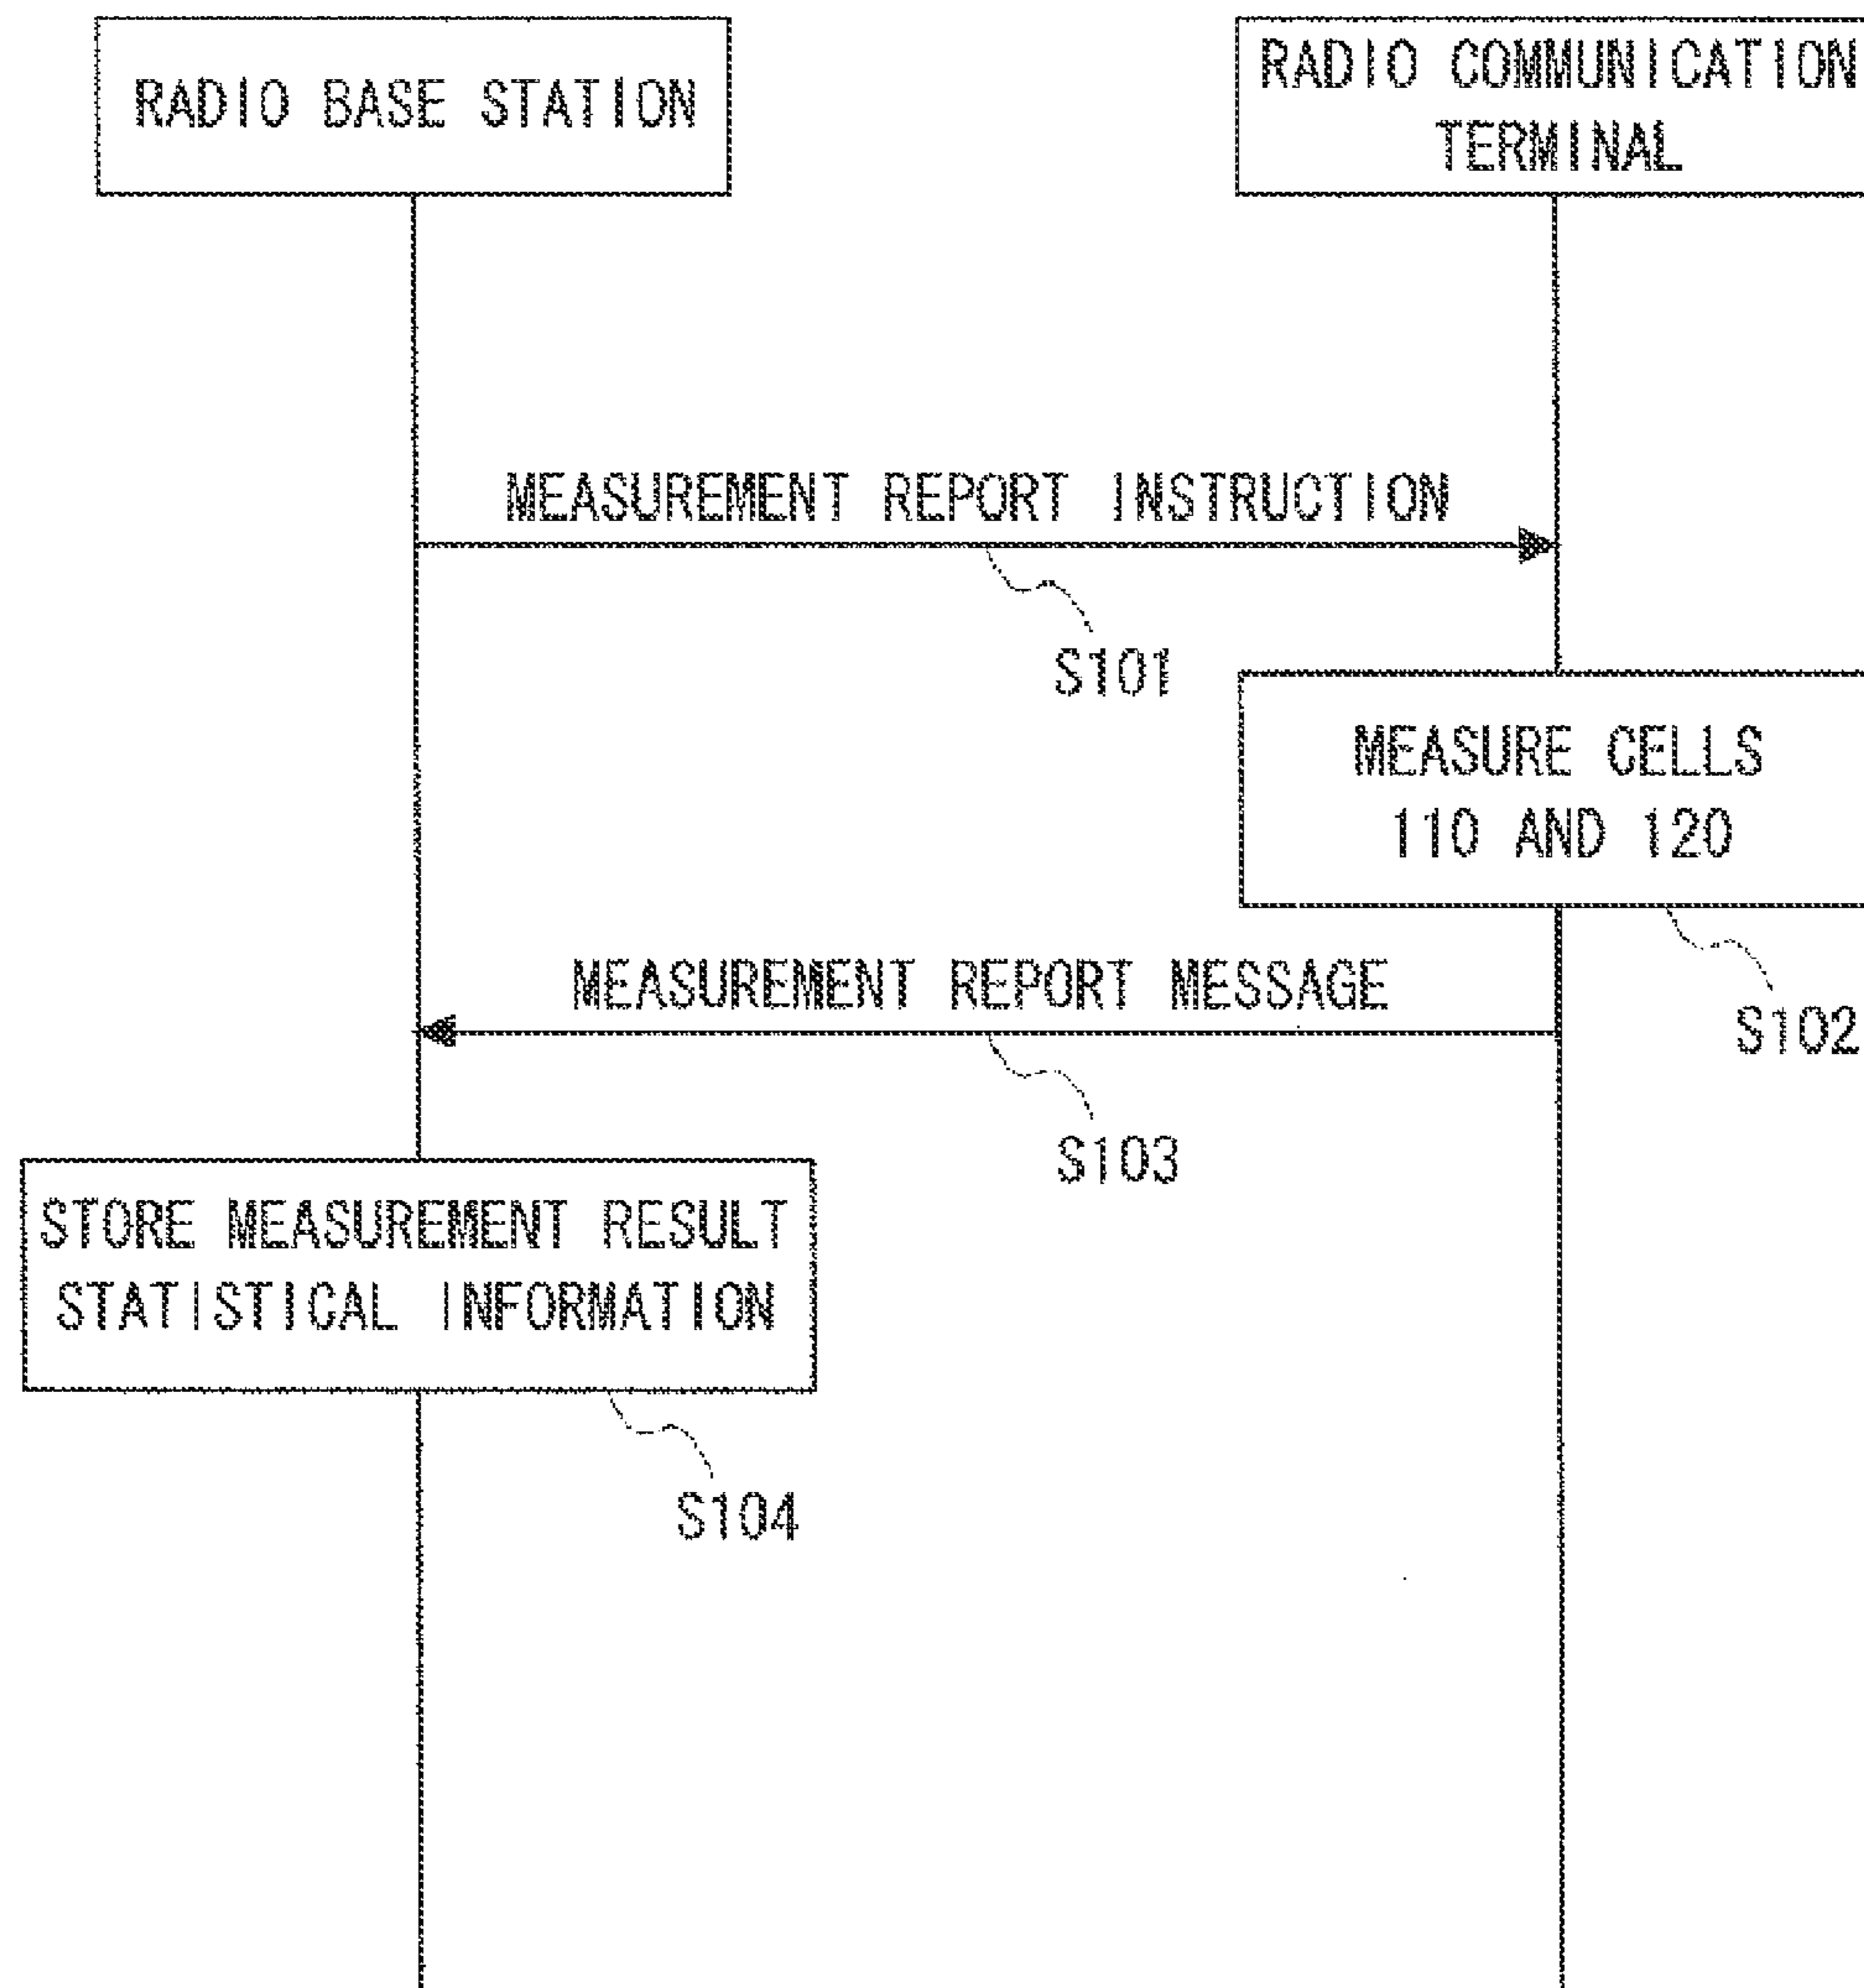 RADIO BASE STATION
RADIO COMMUNICATION
TERMINAL
MEASUREMENT REPORT INSTRUCTION
S101
MEASURE CELLS
110 AND 120
S102
MEASUREMENT REPORT MESSAGE
S103
STORE MEASUREMENT RESULT
STATISTICAL INFORMATION
S104